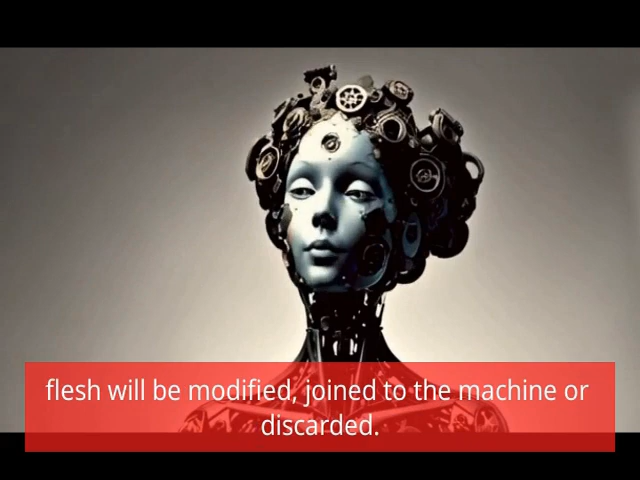 flesh will be modified, joined to the machine or
discarded.